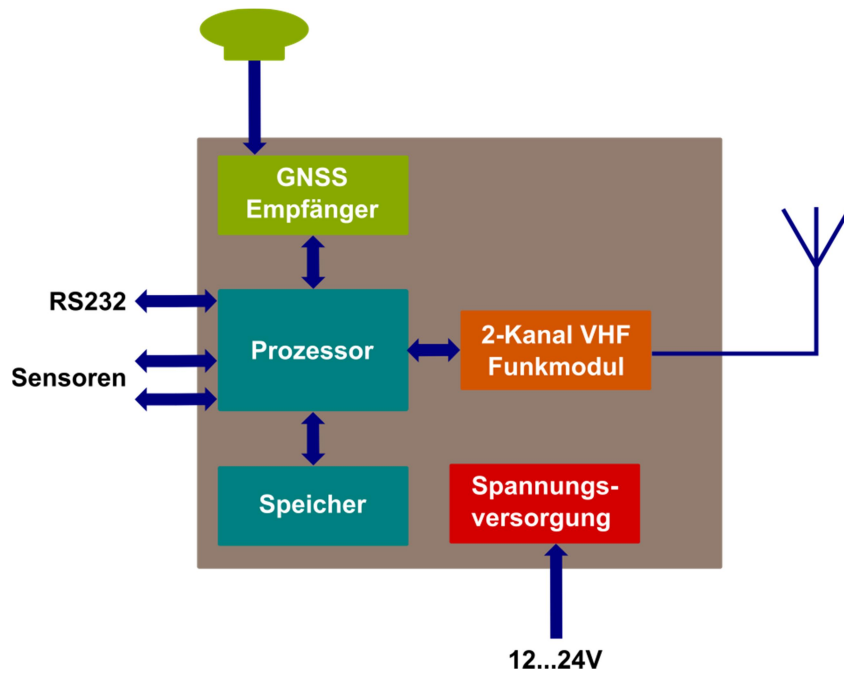 GNSS
Empfänger
RS232
Prozessor
2-Kanal VHF
Funkmodul
Sensoren
Speicher
Spannungs-
versorgung
12...24V